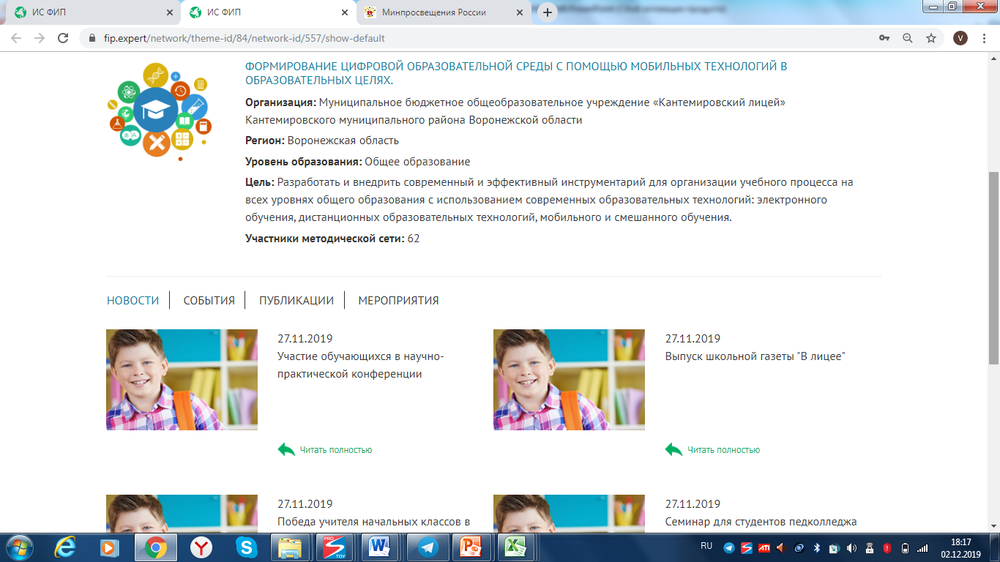 ИС ФИП
ИС ФИП
Минпросвещения России
fip.expert/network/theme-id/84/network-id/557/show-default
V
ФОРМИРОВАНИЕ ЦИФРОВОЙ ОБРАЗОВАТЕЛЬНОЙ СРЕДЫ С ПОМОЩЬЮ МОБИЛЬНЫХ ТЕХНОЛОГИЙ В
ОБРАЗОВАТЕЛЬНЫХ ЦЕЛЯХ.
Организация: Муниципальное бюджетное общеобразовательное учреждение «Кантемировский лицей»
Кантемировского муниципального района Воронежской области
Регион: Воронежская область
Уровень образования: Общее образование
Цель: Разработать и внедрить современный и эффективный инструментарий для организации учебного процесса на
всех уровнях общего образования с использованием современных образовательных технологий: электронного
обучения, дистанционных образовательных технологий, мобильного и смешанного обучения.
Участники методической сети: 62
НОВОСТИ СОБЫТИЯ ПУБЛИКАЦИИ МЕРОПРИЯТИЯ
27.11.2019
Участие обучающихся в научно-
практической конференции
Читать полностью
27.11.2019
Выпуск школьной газеты "В лицее"
Читать полностью
27.11.2019
Победа учителя начальных классов в
27.11.2019
Семинар для студентов педколледжа
RU
18:17
02.12.2019